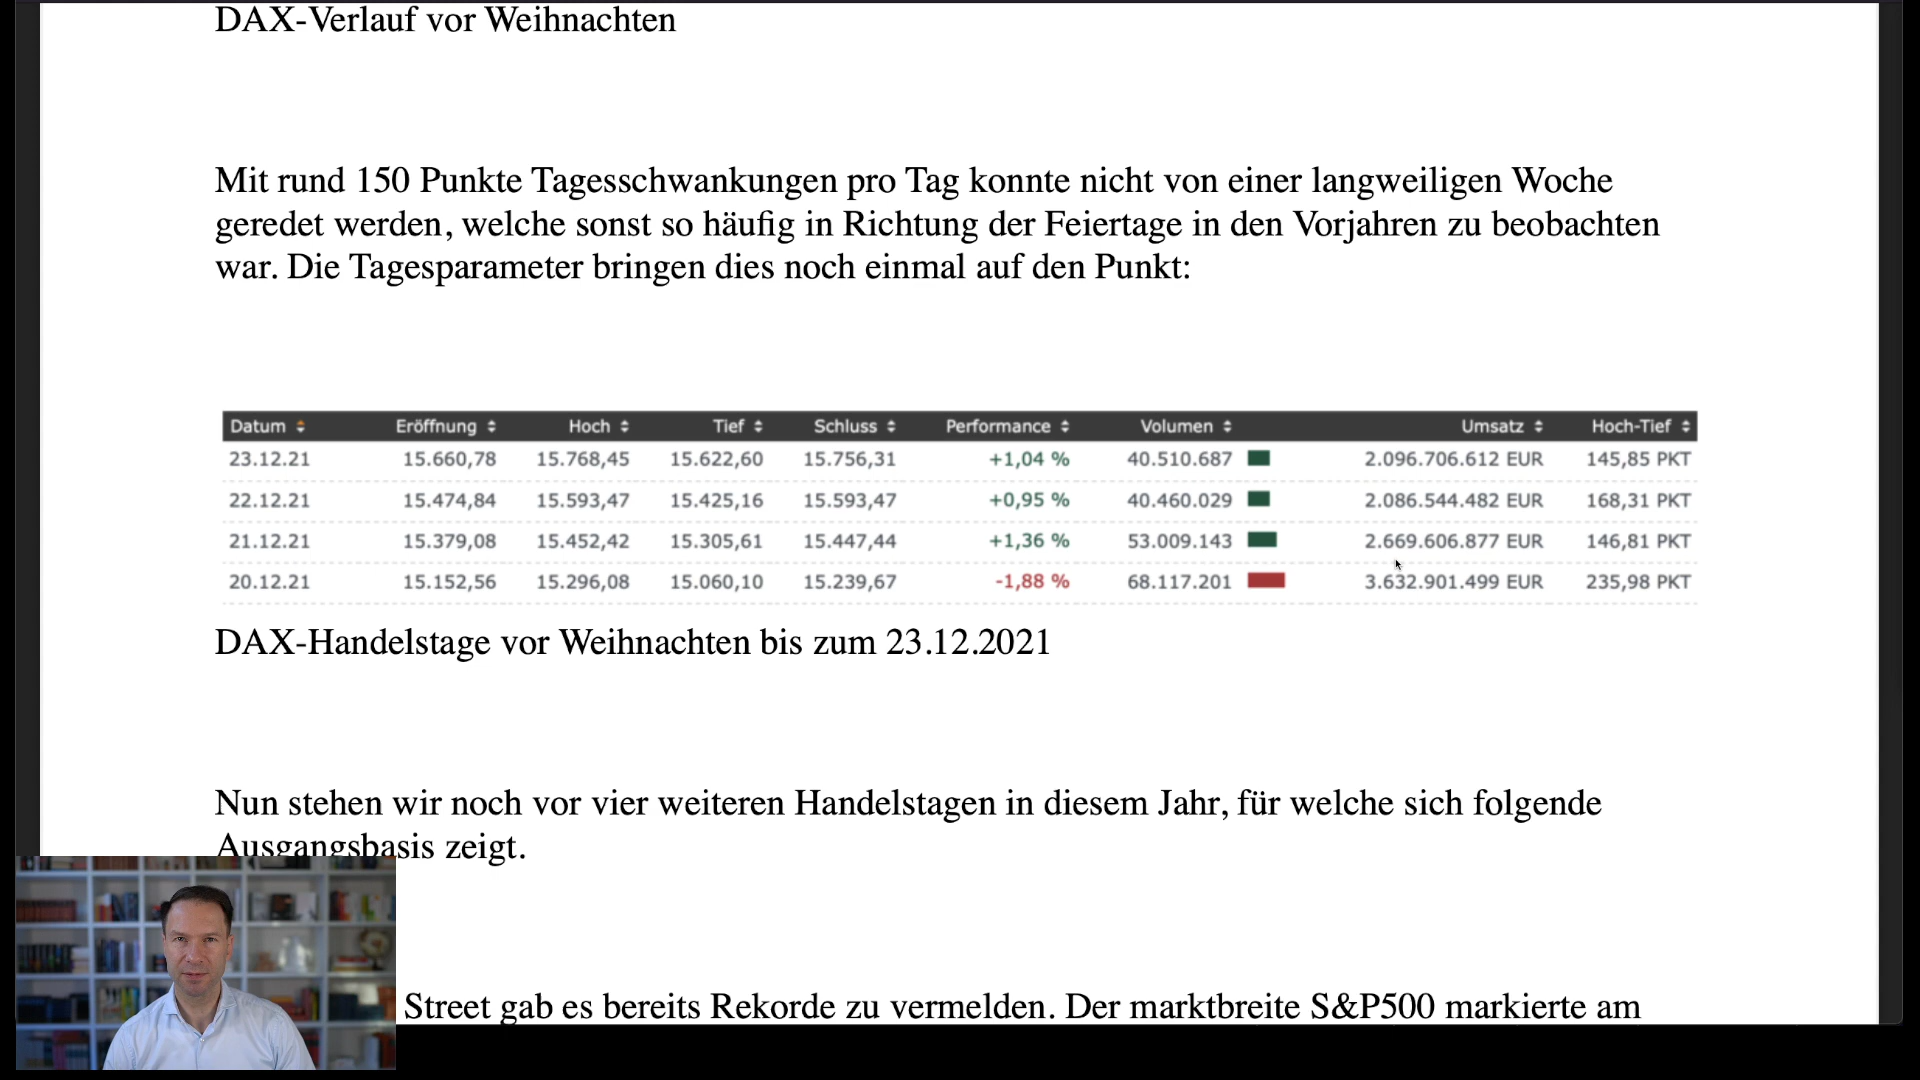 DAX-Verlauf vor Weihnachten
Mit rund 150 Punkte Tagesschwankungen pro Tag konnte nicht von einer langweiligen Woche
geredet werden, welche sonst so häufig in Richtung der Feiertage in den Vorjahren zu beobachten
war. Die Tagesparameter bringen dies noch einmal auf den Punkt:
Datum Eröffnung Hoch Tief Schluss Performance Volumen Umsatz Hoch-Tief
23.12.21 15.660,78 15.768,45 15.622,60 15.756,31 +1,04 % 40.510.687 2.096.706.612 EUR 145,85 PKT
22.12.21 15.474,84 15.593,47 15.425,16 15.593,47 +0,95 % 40.460.029 2.086.544.482 EUR 168,31 PKT
21.12.21 15.379,08 15.452,42 15.305,61 15.447,44 +1,36 % 53.009.143 2.669.606.877 EUR 146,81 PKT
20.12.21 15.152,56 15.296,08 15.060,10 15.239,67 -1,88 % 68.117.201 3.632.901.499 EUR 235,98 PKT
DAX-Handelstage vor Weihnachten bis zum 23.12.2021
Nun stehen wir noch vor vier weiteren Handelstagen in diesem Jahr, für welche sich folgende
Ausgangsbasis zeigt.
Street gab es bereits Rekorde zu vermelden. Der marktbreite S&P500 markierte am